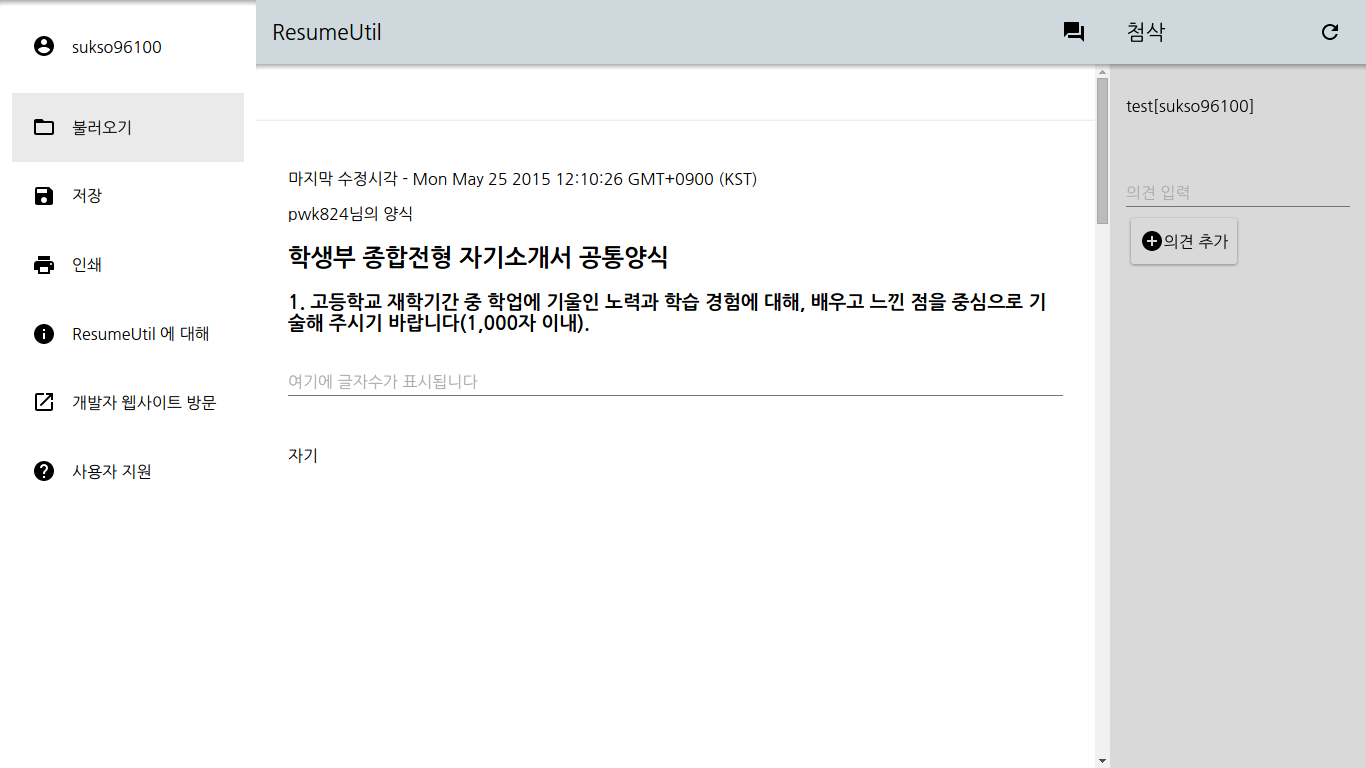 sukso96100
불러오기
저장
인쇄
ResumeUtil 에 대해
개발자 웹사이트 방문
사용자 지원
ResumeUtil
마지막 수정시각 - Mon May 25 2015 12:10:26 GMT+0900 (KST)
pwk824님의 양식
학생부 종합전형 자기소개서 공통양식
1. 고등학교 재학기간 중 학업에 기울인 노력과 학습 경험에 대해, 배우고 느낀 점을 중심으로 기
술해 주시기 바랍니다(1,000자 이내).
여기에 글자수가 표시됩니다
자기
첨삭
test[sukso96100]
의견 입력
의견 추가